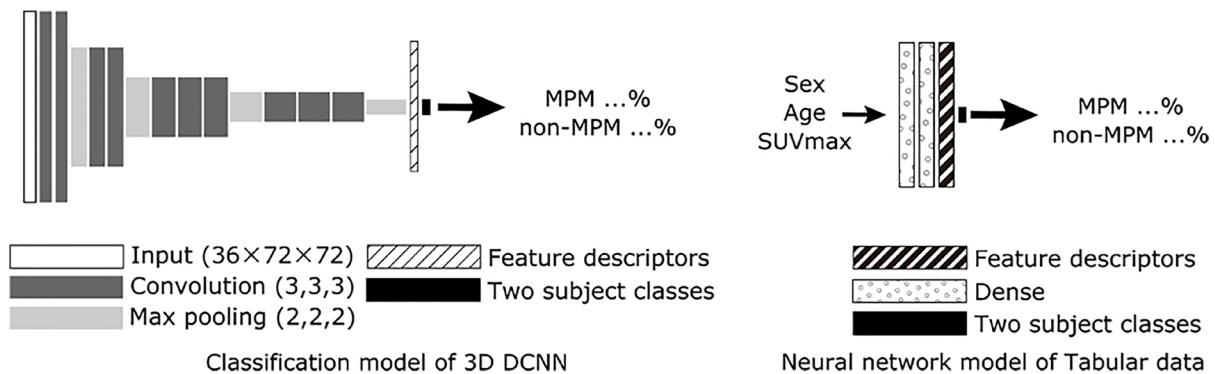 MPM ...%
non-MPM ...%
Input (36×72×72)
Convolution (3,3,3)
Max pooling (2,2,2)
Feature descriptors
Two subject classes
Classification model of 3D DCNN
Sex
Age
SUVmax
MPM ...%
non-MPM ...%
Feature descriptors
Dense
Two subject classes
Neural network model of Tabular data